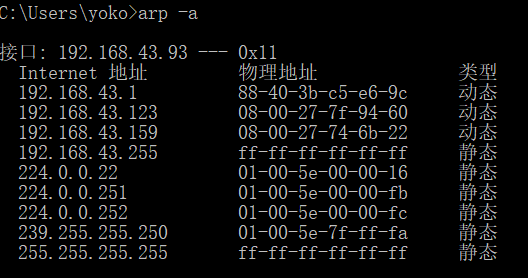 C:\Users\yoko>arp -a
接口: 192.168.43.93 --- 0x11
Internet 地址 物理地址 类型
192.168.43.1 88-40-3b-c5-e6-9c 动态
192.168.43.123 08-00-27-7f-94-60 动态
192.168.43.159 08-00-27-74-6b-22 动态
192.168.43.255 ff-ff-ff-ff-ff-ff 静态
224.0.0.22 01-00-5e-00-00-16 静态
224.0.0.251 01-00-5e-00-00-fb 静态
224.0.0.252 01-00-5e-00-00-fc 静态
239.255.255.250 01-00-5e-7f-ff-fa 静态
255.255.255.255 ff-ff-ff-ff-ff-ff 静态